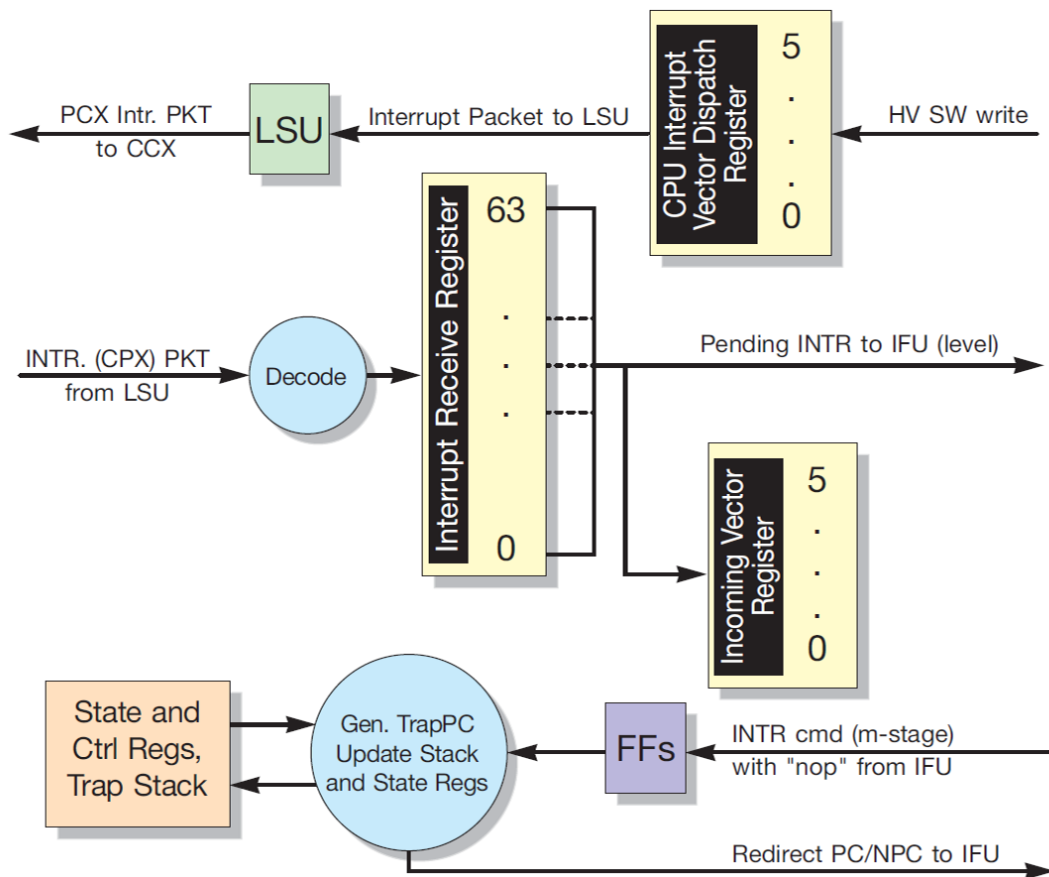 PCX Intr. PKT
to CCX
LSU
Interrupt Packet to LSU
CPU Interrupt
Vector Dispatch
Register
5
.
.
.
0
HV SW write
INTR. (CPX) PKT
from LSU
Decode
Interrupt Receive Register
63
.
.
.
0
Pending INTR to IFU (level)
Incoming Vector
Register
5
.
.
.
0
State and
Ctrl Regs,
Trap Stack
Gen. TrapPC
Update Stack
and State Regs
FFs
INTR cmd (m-stage)
with "nop" from IFU
Redirect PC/NPC to IFU